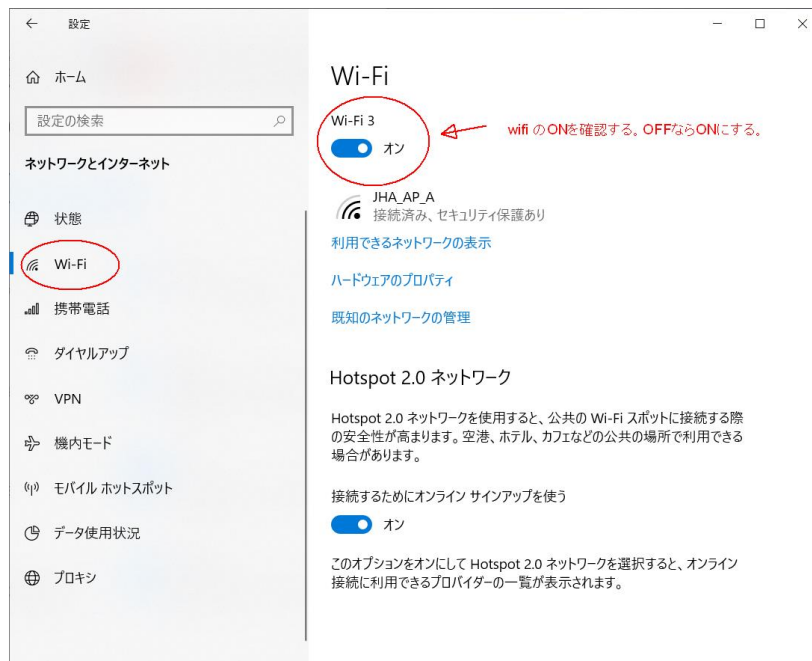 設定
ホーム
設定の検索
ネットワークとインターネット
状態
Wi-Fi
携帯電話
ダイヤルアップ
VPN
機内モード
モバイル ホットスポット
データ使用状況
プロキシ
Wi-Fi
Wi-Fi 3
オン
wifi のONを確認する。OFFならONにする。
JHA_AP_A
接続済み、セキュリティ保護あり
利用できるネットワークの表示
ハードウェアのプロパティ
既知のネットワークの管理
Hotspot 2.0 ネットワーク
Hotspot 2.0 ネットワークを使用すると、公共の Wi-Fi スポットに接続する際
の安全性が高まります。空港、ホテル、カフェなどの公共の場所で利用できる
場合があります。
接続するためにオンライン サインアップを使う
オン
このオプションをオンにして Hotspot 2.0 ネットワークを選択すると、オンライン
接続に利用できるプロバイダーの一覧が表示されます。